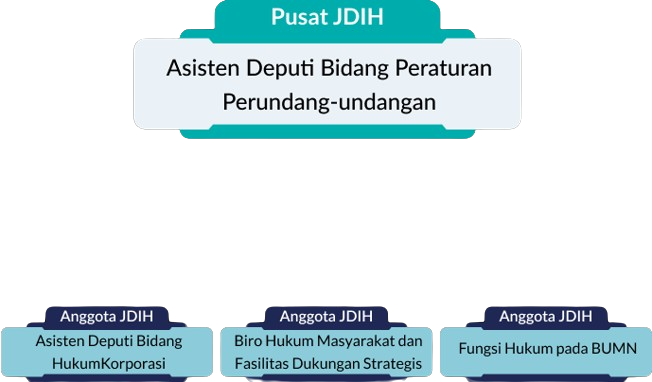 Pusat JDIH
Asisten Deputi Bidang Peraturan
Perundang-undangan
Anggota JDIH
Asisten Deputi Bidang
HukumKorporasi
Anggota JDIH
Biro Hukum Masyarakat dan
Fasilitas Dukungan Strategis
Anggota JDIH
Fungsi Hukum pada BUMN